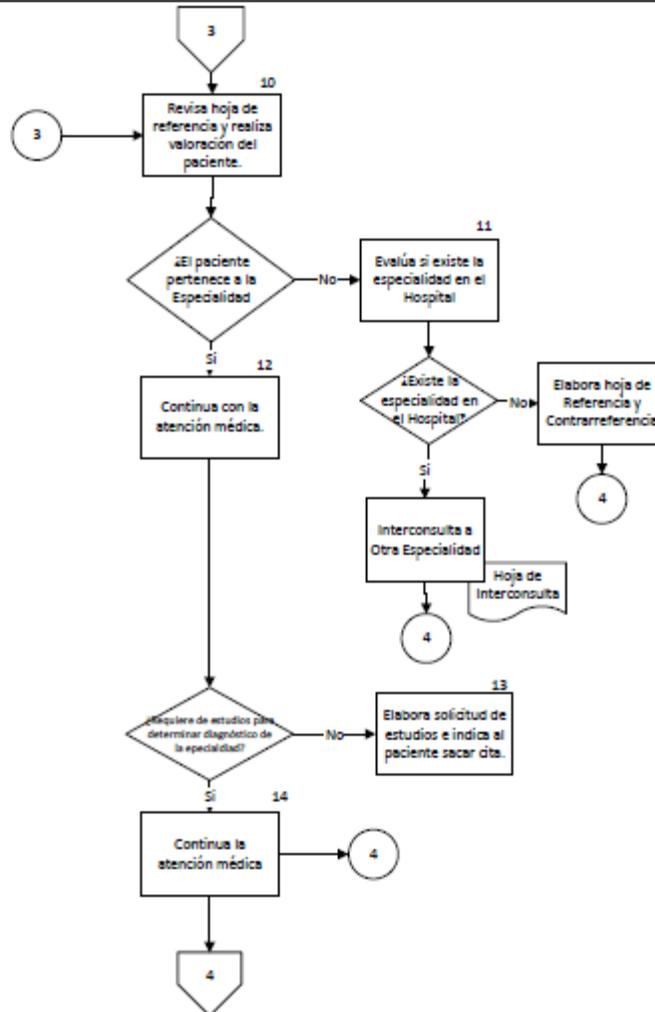 3
10
Revisa hoja de
referencia y realiza
valoración del
paciente.
3
¿El paciente
pertenece a la
Especialidad
No
11
Evalúa si existe la
especialidad en el
Hospital
Sí
12
Continua con la
atención médica.
¿Existe la
especialidad en
el Hospital?
No
Elabora hoja de
Referencia y
Contrarreferencia
4
Sí
Interconsulta a
Otra Especialidad
Hoja de
Interconsulta
4
¿Requiere de estudios para
determinar diagnóstico de
la epecialdiad?
No
13
Elabora solicitud de
estudios e indica al
paciente sacar cita.
Sí
14
Continua la
atención médica
4
4